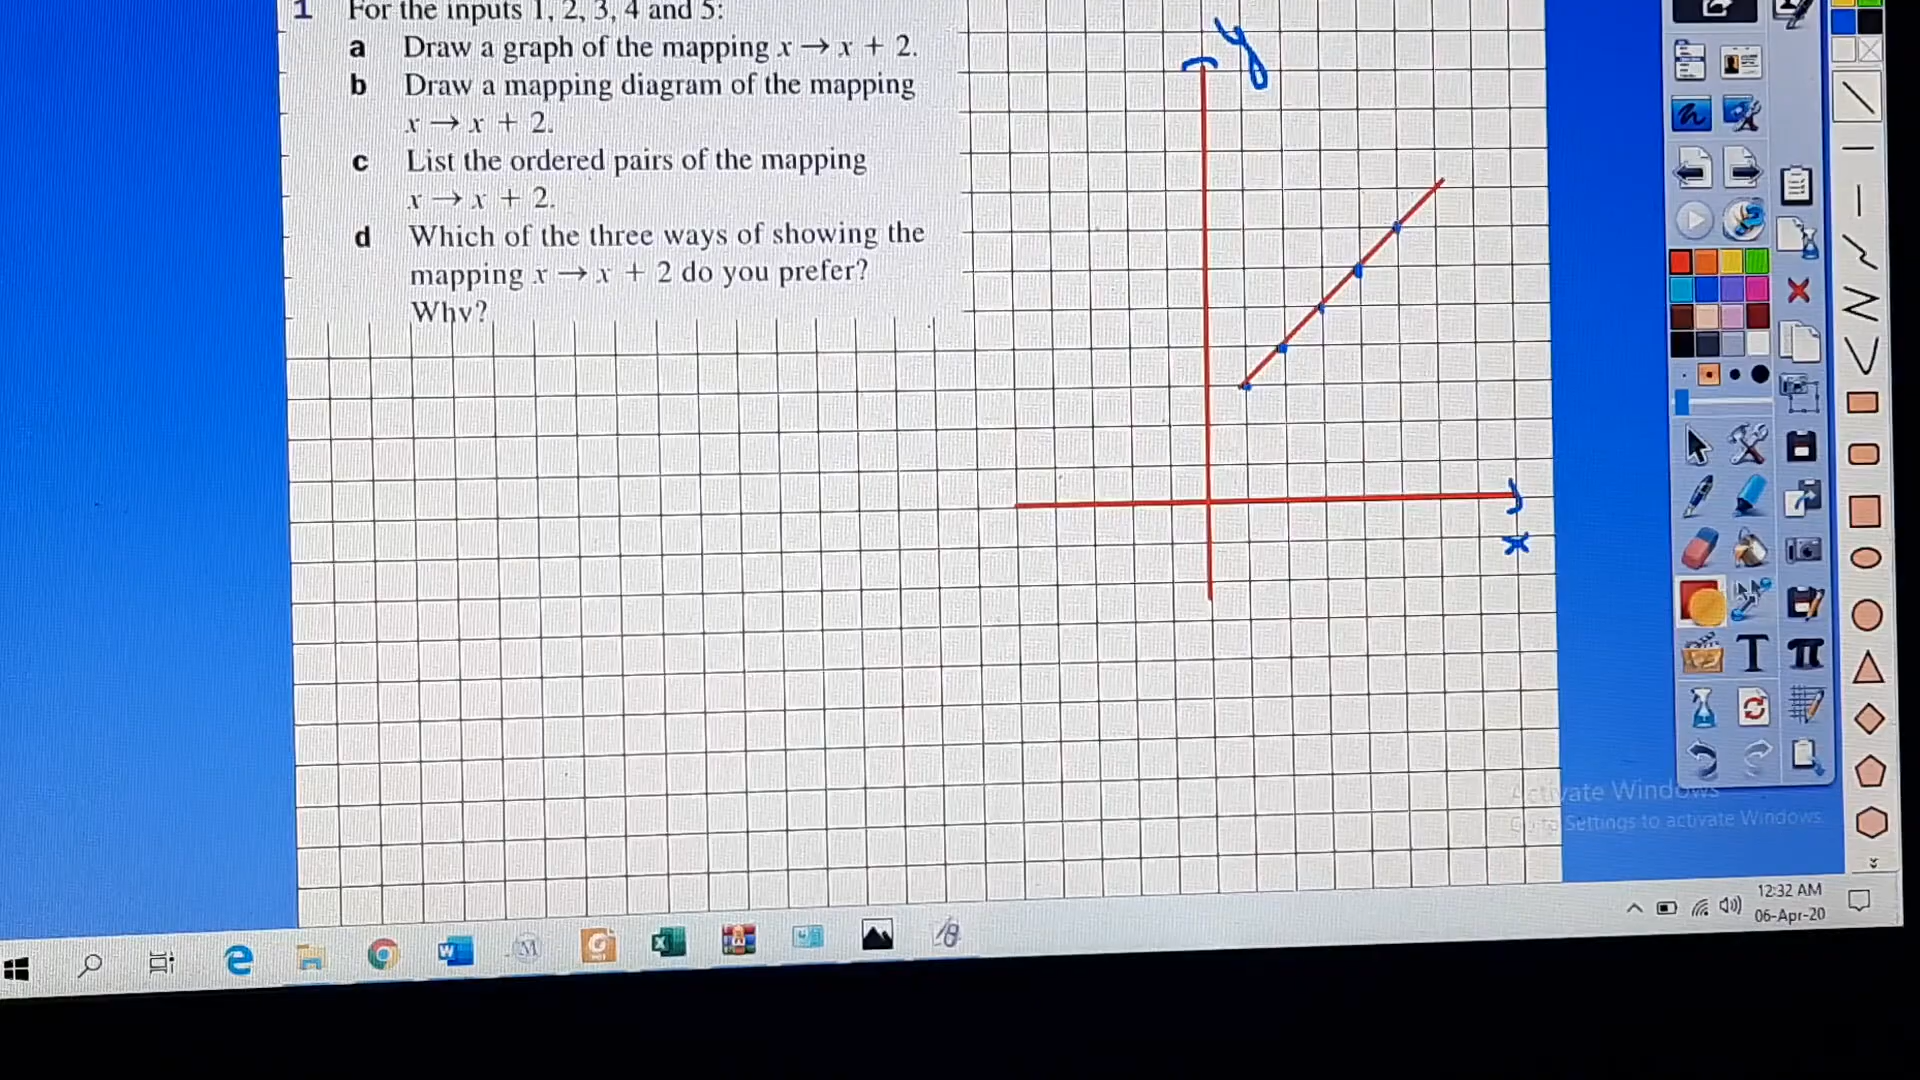 1 For the inputs 1, 2, 3, 4 and 5:
a Draw a graph of the mapping x → x + 2.
b Draw a mapping diagram of the mapping
x → x + 2.
c List the ordered pairs of the mapping
x → x + 2.
d Which of the three ways of showing the
mapping x → x + 2 do you prefer?
Why?
y
x
T
π
Activate Windows
Go to Settings to activate Windows.
12:32 AM
06-Apr-20